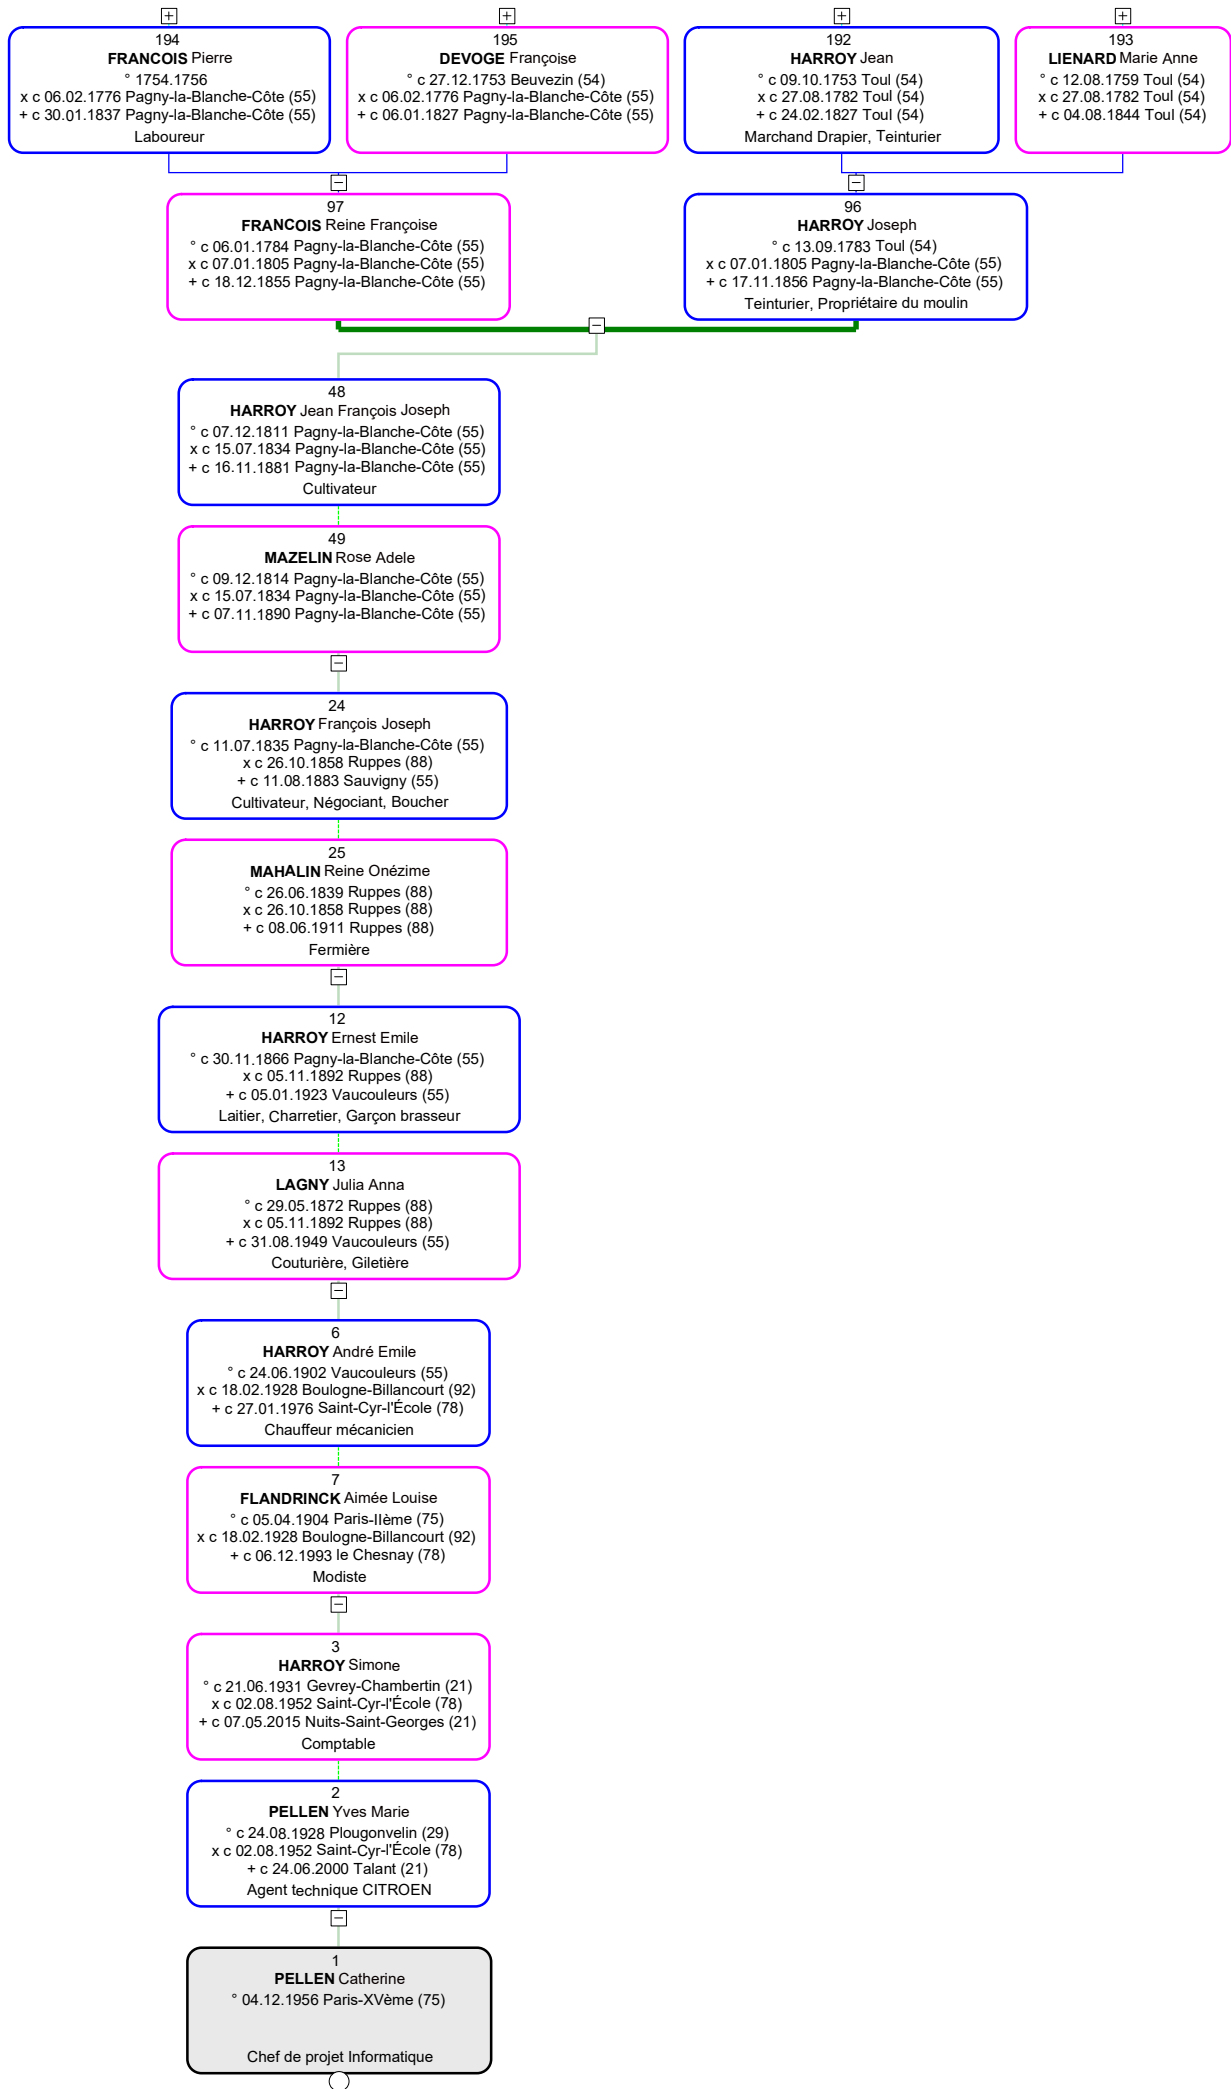 194
FRANCOIS Pierre
° 1754.1756
x c 06.02.1776 Pagny-la-Blanche-Côte (55)
+ c 30.01.1837 Pagny-la-Blanche-Côte (55)
Laboureur
195
DEVOGE Françoise
° c 27.12.1753 Beuvezin (54)
x c 06.02.1776 Pagny-la-Blanche-Côte (55)
+ c 06.01.1827 Pagny-la-Blanche-Côte (55)
192
HARROY Jean
° c 09.10.1753 Toul (54)
x c 27.08.1782 Toul (54)
+ c 24.02.1827 Toul (54)
Marchand Drapier, Teinturier
193
LIENARD Marie Anne
° c 12.08.1759 Toul (54)
x c 27.08.1782 Toul (54)
+ c 04.08.1844 Toul (54)
97
FRANCOIS Reine Françoise
° c 06.01.1784 Pagny-la-Blanche-Côte (55)
x c 07.01.1805 Pagny-la-Blanche-Côte (55)
+ c 18.12.1855 Pagny-la-Blanche-Côte (55)
96
HARROY Joseph
° c 13.09.1783 Toul (54)
x c 07.01.1805 Pagny-la-Blanche-Côte (55)
+ c 17.11.1856 Pagny-la-Blanche-Côte (55)
Teinturier, Propriétaire du moulin
48
HARROY Jean François Joseph
° c 07.12.1811 Pagny-la-Blanche-Côte (55)
x c 15.07.1834 Pagny-la-Blanche-Côte (55)
+ c 16.11.1881 Pagny-la-Blanche-Côte (55)
Cultivateur
49
MAZELIN Rose Adele
° c 09.12.1814 Pagny-la-Blanche-Côte (55)
x c 15.07.1834 Pagny-la-Blanche-Côte (55)
+ c 07.11.1890 Pagny-la-Blanche-Côte (55)
24
HARROY François Joseph
° c 11.07.1835 Pagny-la-Blanche-Côte (55)
x c 26.10.1858 Ruppes (88)
+ c 11.08.1883 Sauvigny (55)
Cultivateur, Négociant, Boucher
25
MAHALIN Reine Onézime
° c 26.06.1839 Ruppes (88)
x c 26.10.1858 Ruppes (88)
+ c 08.06.1911 Ruppes (88)
Fermière
12
HARROY Ernest Emile
° c 30.11.1866 Pagny-la-Blanche-Côte (55)
x c 05.11.1892 Ruppes (88)
+ c 05.01.1923 Vaucouleurs (55)
Laitier, Charretier, Garçon brasseur
13
LAGNY Julia Anna
° c 29.05.1872 Ruppes (88)
x c 05.11.1892 Ruppes (88)
+ c 31.08.1949 Vaucouleurs (55)
Couturière, Giletière
6
HARROY André Emile
° c 24.06.1902 Vaucouleurs (55)
x c 18.02.1928 Boulogne-Billancourt (92)
+ c 27.01.1976 Saint-Cyr-l'École (78)
Chauffeur mécanicien
7
FLANDRINCK Aimée Louise
° c 05.04.1904 Paris-IIème (75)
x c 18.02.1928 Boulogne-Billancourt (92)
+ c 06.12.1993 le Chesnay (78)
Modiste
3
HARROY Simone
° c 21.06.1931 Gevrey-Chambertin (21)
x c 02.08.1952 Saint-Cyr-l'École (78)
+ c 07.05.2015 Nuits-Saint-Georges (21)
Comptable
2
PELLEN Yves Marie
° c 24.08.1928 Plougonvelin (29)
x c 02.08.1952 Saint-Cyr-l'École (78)
+ c 24.06.2000 Talant (21)
Agent technique CITROEN
1
PELLEN Catherine
° 04.12.1956 Paris-XVème (75)
Chef de projet Informatique